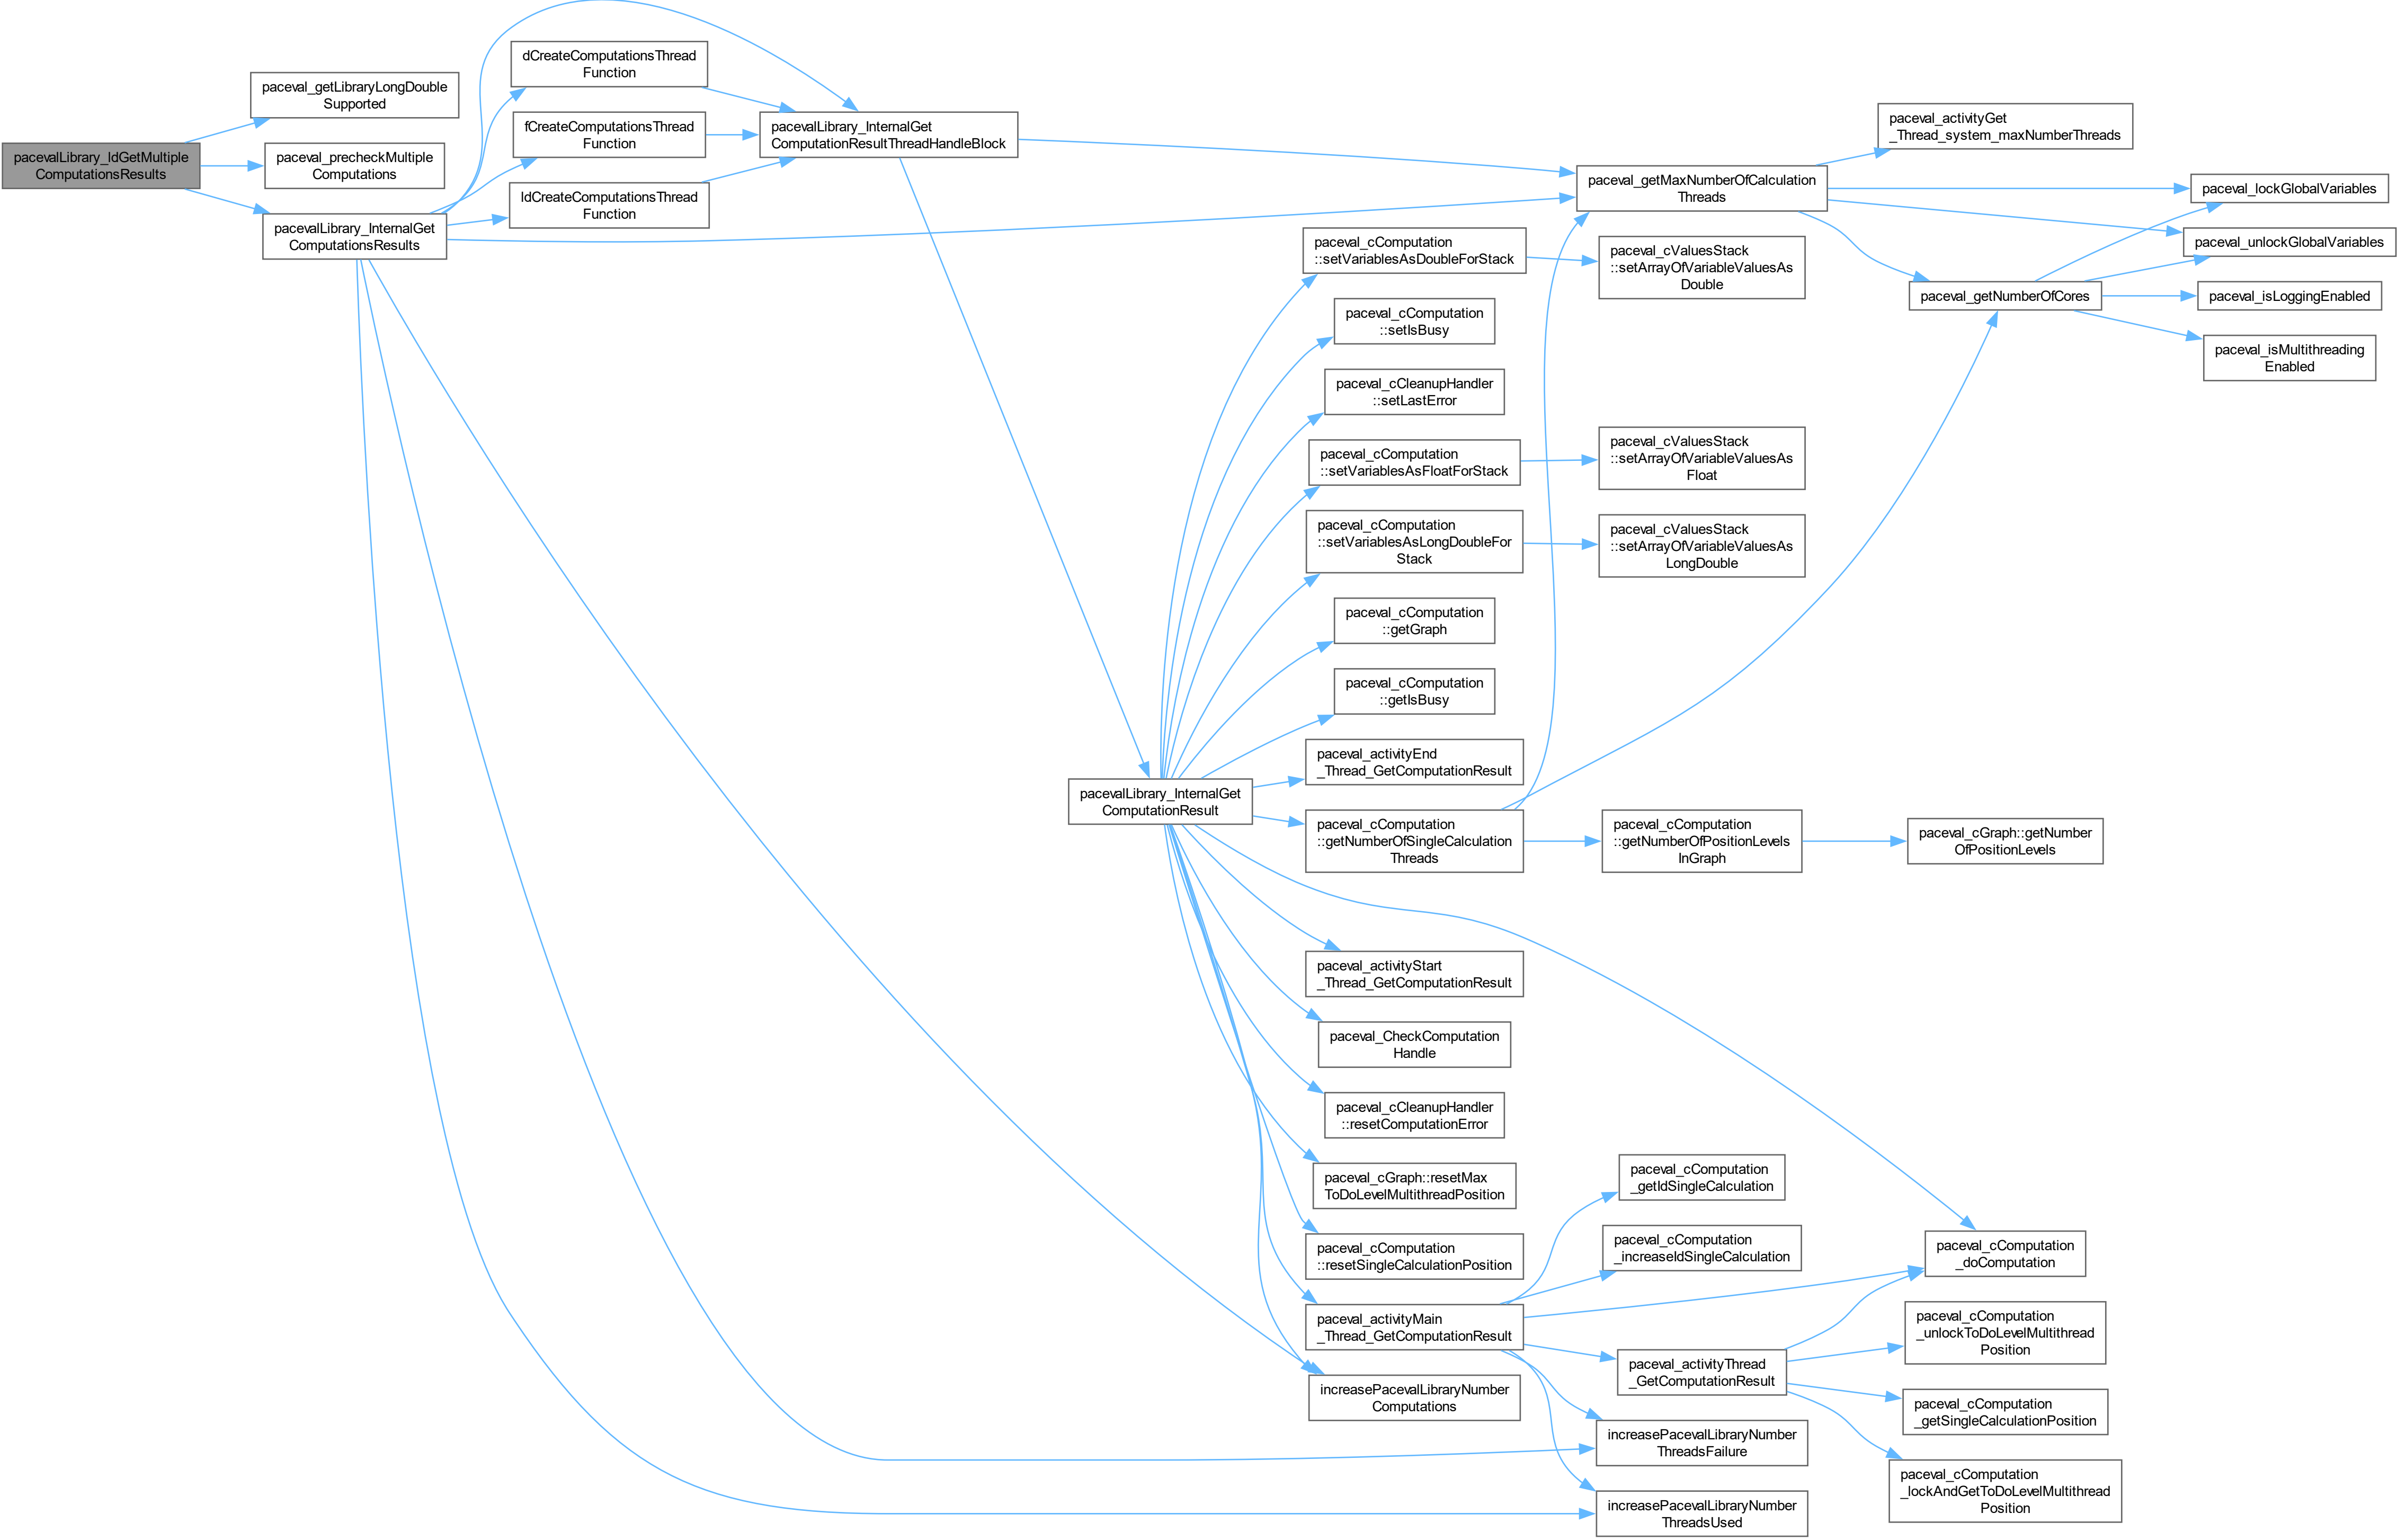 pacevalLibrary_ldGetMultiple
ComputationsResults
paceval_getLibraryLongDouble
Supported
paceval_precheckMultiple
Computations
pacevalLibrary_InternalGet
ComputationsResults
dCreateComputationsThread
Function
fCreateComputationsThread
Function
ldCreateComputationsThread
Function
pacevalLibrary_InternalGet
ComputationResultThreadHandleBlock
pacevalLibrary_InternalGet
ComputationResult
paceval_cComputation
::setVariablesAsDoubleForStack
paceval_cComputation
::setIsBusy
paceval_cCleanupHandler
::setLastError
paceval_cComputation
::setVariablesAsFloatForStack
paceval_cComputation
::setVariablesAsLongDoubleFor
Stack
paceval_cComputation
::getGraph
paceval_cComputation
::getIsBusy
paceval_activityEnd
_Thread_GetComputationResult
paceval_cComputation
::getNumberOfSingleCalculation
Threads
paceval_activityStart
_Thread_GetComputationResult
paceval_CheckComputation
Handle
paceval_cCleanupHandler
::resetComputationError
paceval_cGraph::resetMax
ToDoLevelMultithreadPosition
paceval_cComputation
::resetSingleCalculationPosition
paceval_activityMain
_Thread_GetComputationResult
increasePacevalLibraryNumber
Computations
paceval_getMaxNumberOfCalculation
Threads
paceval_cValuesStack
::setArrayOfVariableValuesAs
Double
paceval_cValuesStack
::setArrayOfVariableValuesAs
Float
paceval_cValuesStack
::setArrayOfVariableValuesAs
LongDouble
paceval_cComputation
::getNumberOfPositionLevels
InGraph
paceval_cComputation
_getIdSingleCalculation
paceval_cComputation
_increaseIdSingleCalculation
paceval_activityThread
_GetComputationResult
increasePacevalLibraryNumber
ThreadsFailure
increasePacevalLibraryNumber
ThreadsUsed
paceval_activityGet
_Thread_system_maxNumberThreads
paceval_getNumberOfCores
paceval_cGraph::getNumber
OfPositionLevels
paceval_cComputation
_doComputation
paceval_cComputation
_unlockToDoLevelMultithread
Position
paceval_cComputation
_getSingleCalculationPosition
paceval_cComputation
_lockAndGetToDoLevelMultithread
Position
paceval_lockGlobalVariables
paceval_unlockGlobalVariables
paceval_isLoggingEnabled
paceval_isMultithreading
Enabled